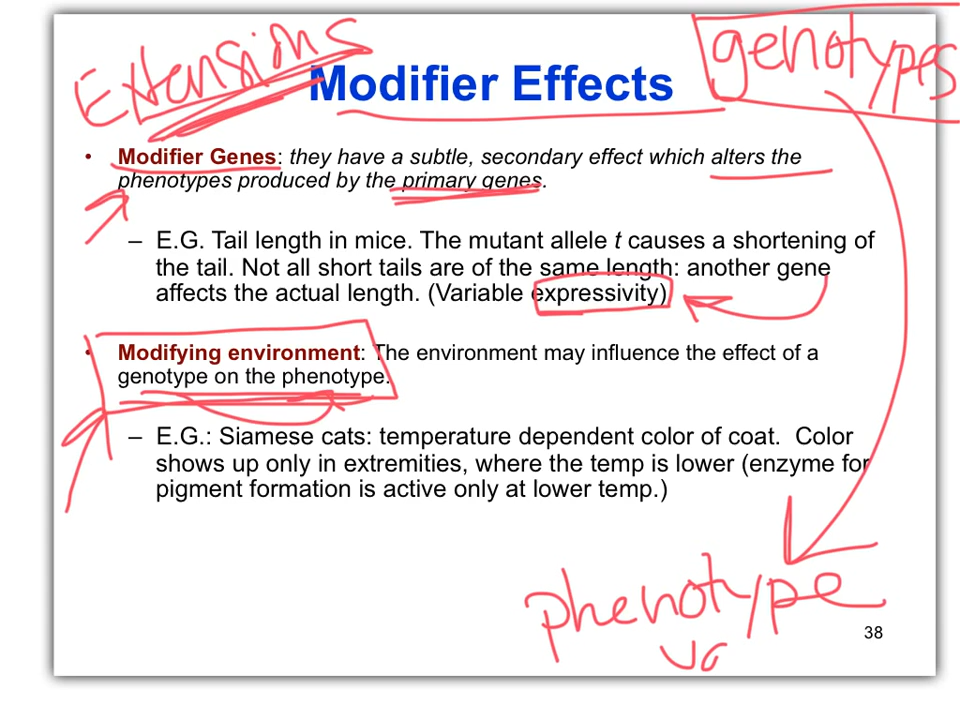 Extensions
genotypes
Modifier Effects
• Modifier Genes: they have a subtle, secondary effect which alters the
phenotypes produced by the primary genes.
– E.G. Tail length in mice. The mutant allele t causes a shortening of
the tail. Not all short tails are of the same length: another gene
affects the actual length. (Variable expressivity)
• Modifying environment: The environment may influence the effect of a
genotype on the phenotype.
– E.G.: Siamese cats: temperature dependent color of coat. Color
shows up only in extremities, where the temp is lower (enzyme for
pigment formation is active only at lower temp.)
phenotype
38